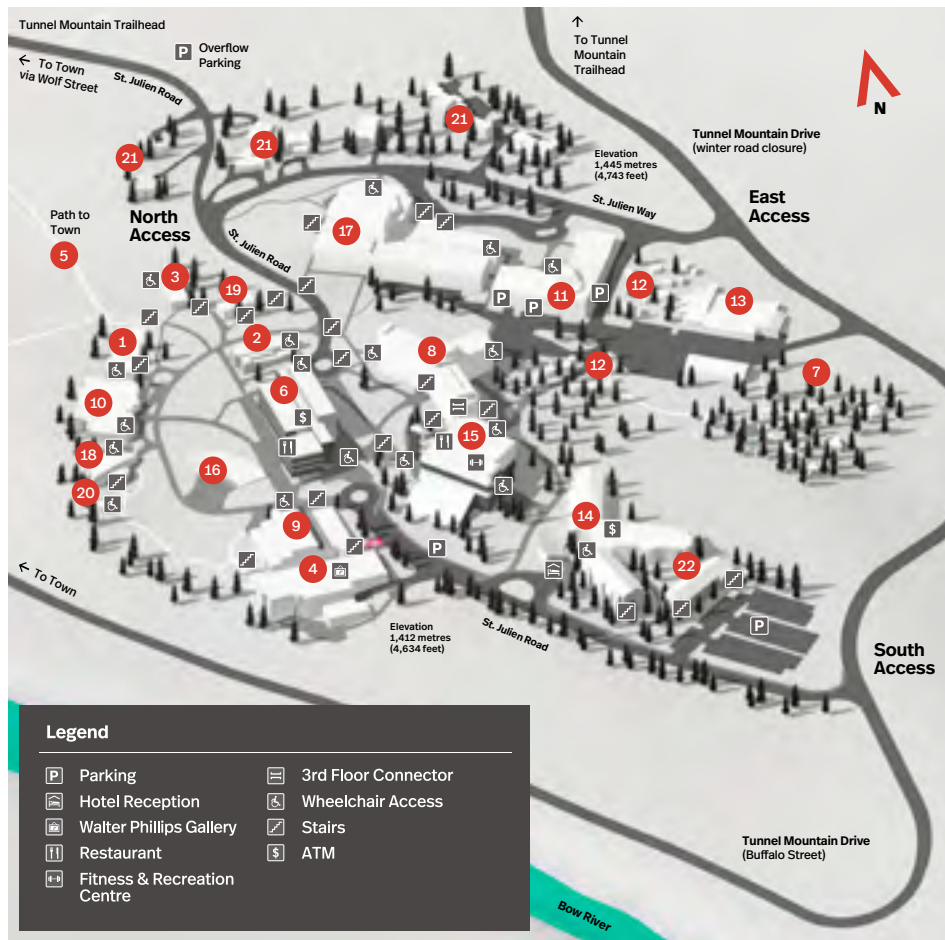 Tunnel Mountain Trailhead
P
Overflow
Parking
← To Town
via Wolf Street
St. Julien Road
↑
To Tunnel
Mountain
Trailhead
N
Tunnel Mountain Drive
(winter road closure)
21
21
21
Elevation
1,445 metres
(4,743 feet)
St. Julien Way
East
Access
North
Access
Path to
Town
5
St. Julien Road
17
3
19
11
P
P
P
12
13
1
2
8
12
7
6
$
10
15
18
16
20
9
14
$
P
4
22
P
← To Town
Elevation
1,412 metres
(4,634 feet)
St. Julien Road
South
Access
Legend
P Parking
Hotel Reception
Walter Phillips Gallery
Restaurant
Fitness & Recreation
Centre
3rd Floor Connector
Wheelchair Access
Stairs
$ ATM
Tunnel Mountain Drive
(Buffalo Street)
Bow River